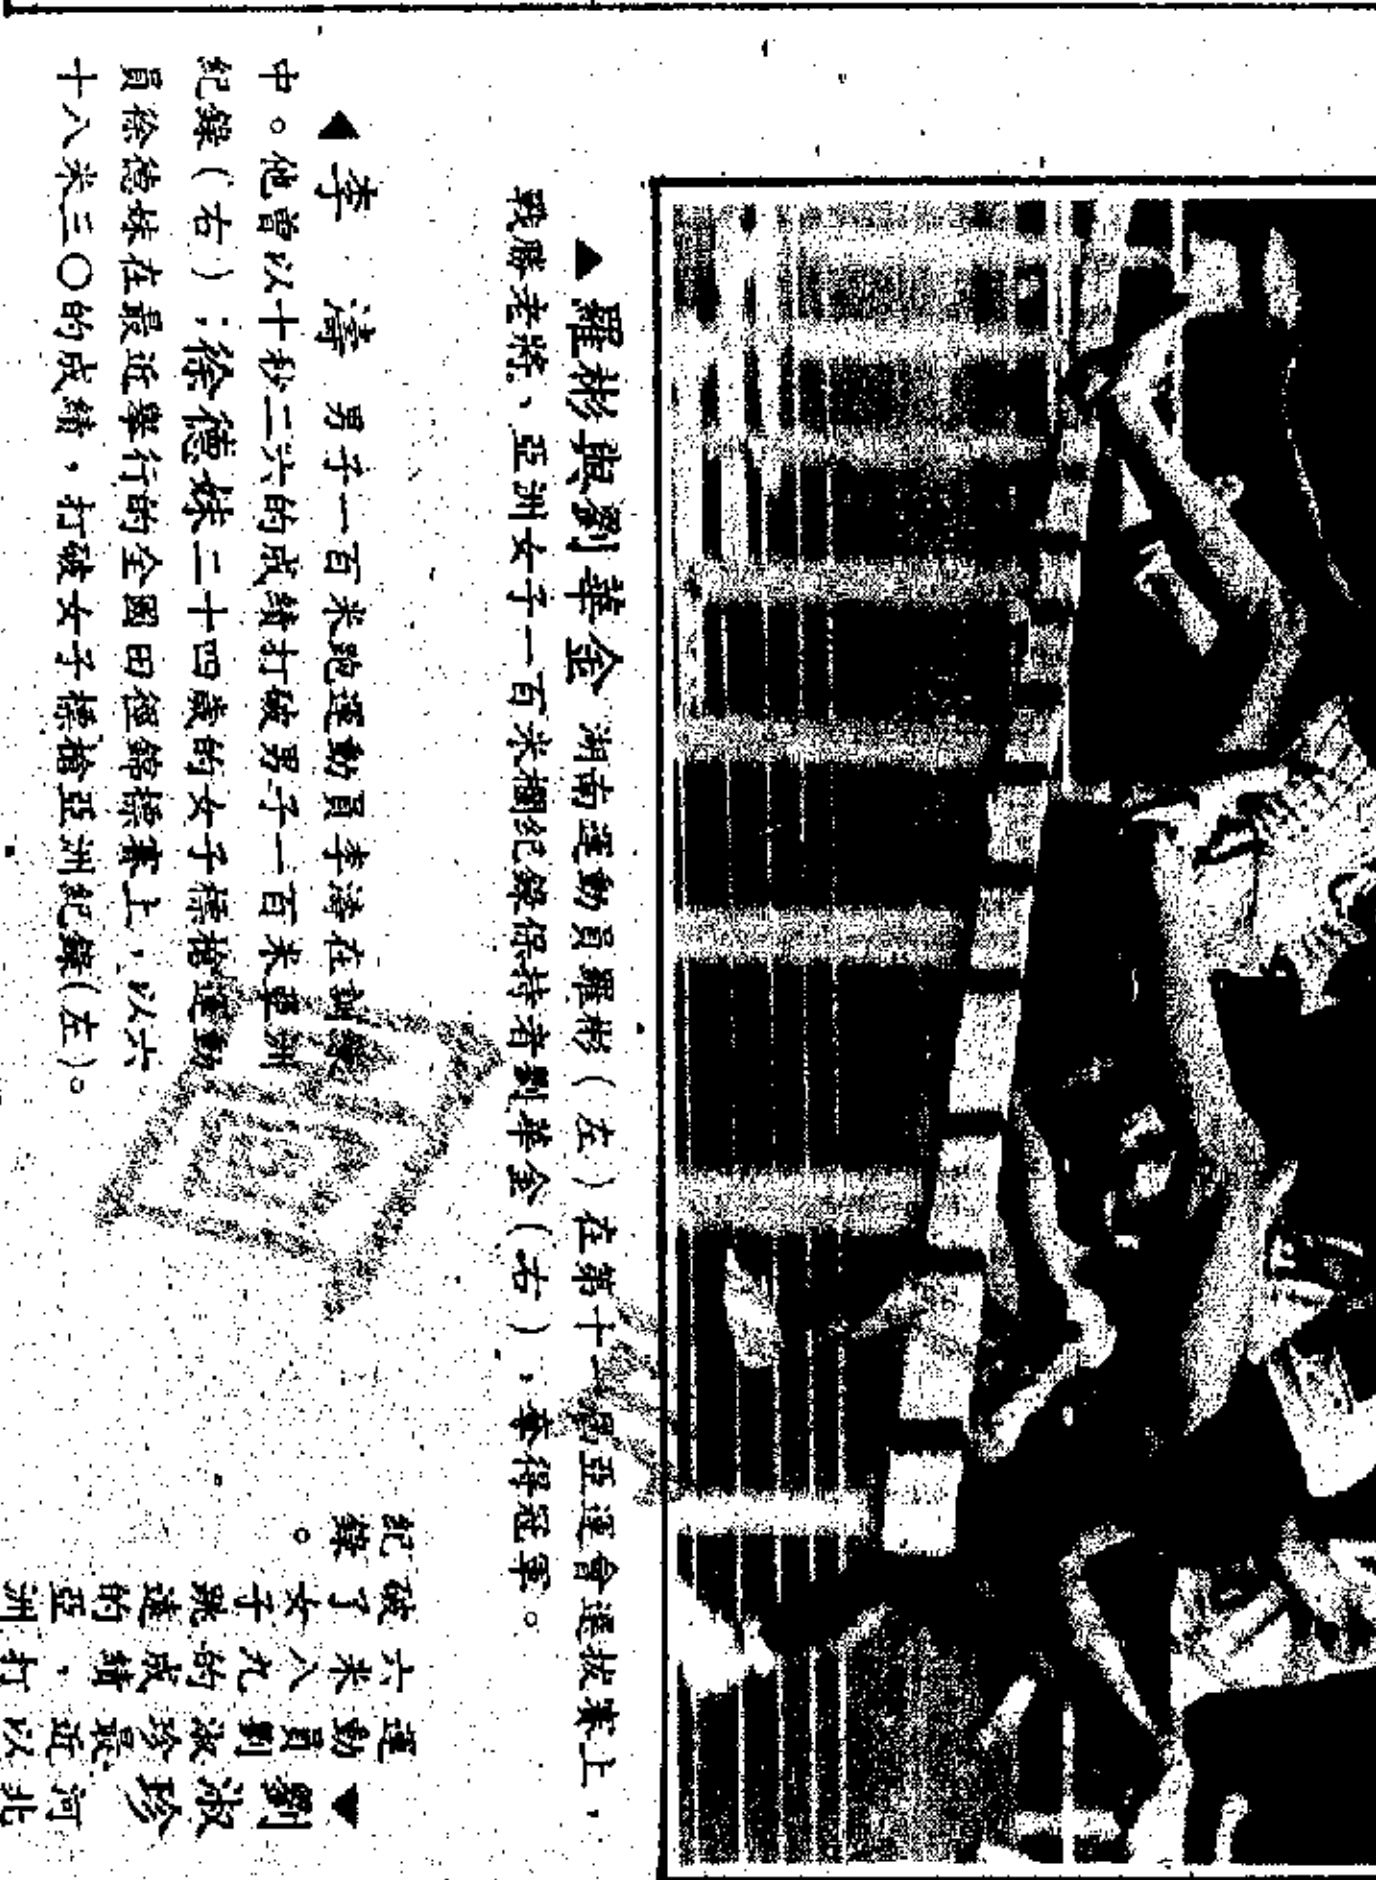 ▲羅彬與劉華金 湖南運動員羅彬(左)在第十一屆亞運會選拔賽上,
戰勝老將、亞洲女子一百米欄紀錄保持者劉華金(右),奪得冠軍。
◀李 濤 男子一百米跑運動員李濤在訓練
中。他曾以十秒二六的成績打破男子一百米亞洲
紀錄(右);徐德妹二十四歲的女子標槍運動
員徐德妹在最近舉行的全國田徑錦標賽上,以六
十八米三〇的成績,打破女子標槍亞洲紀錄(左)。
▶劉淑珍 河北
運動員劉淑珍最近以
六米八九的成績,打
破了女子跳遠的亞洲
紀錄。